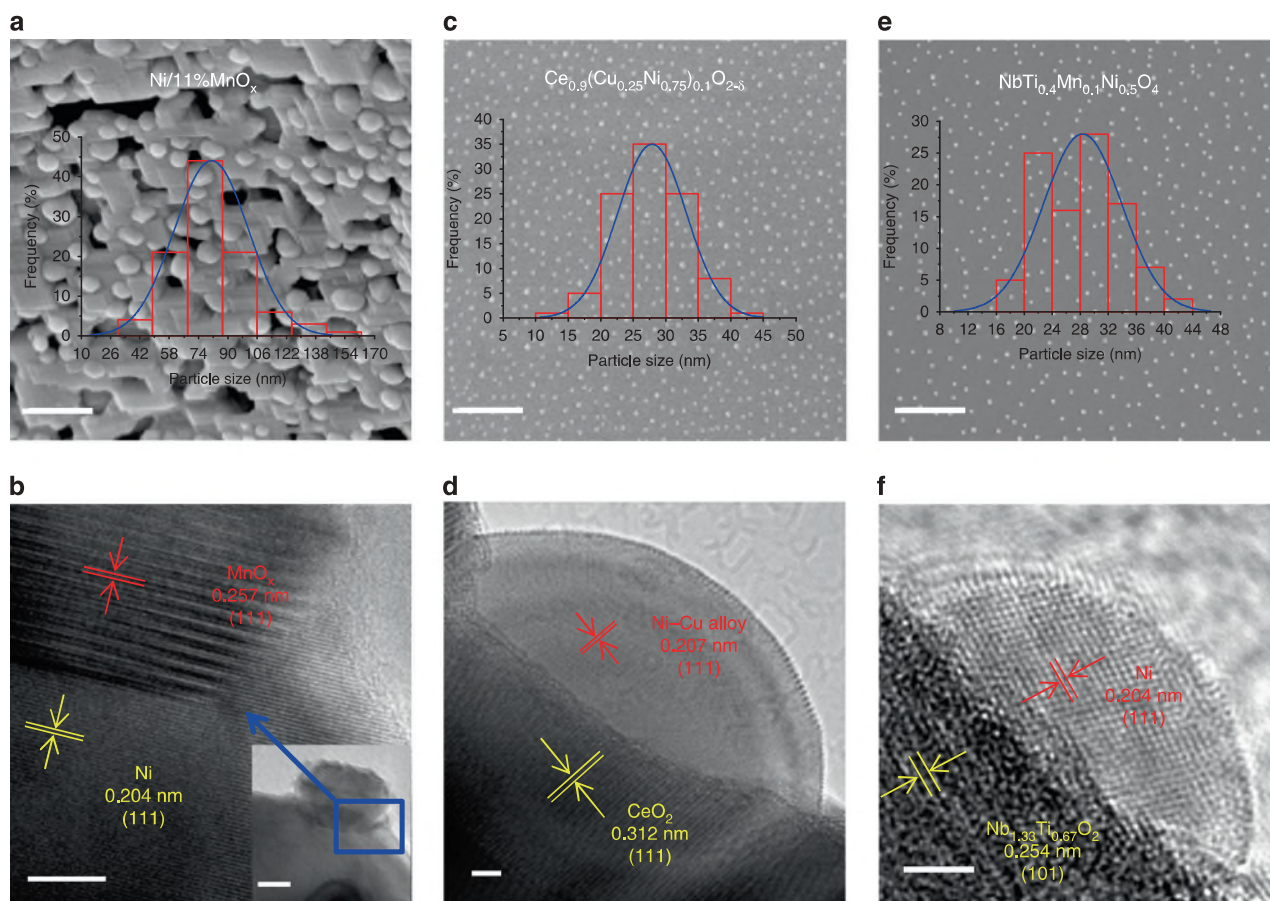 a
Ni/11%MnOₓ
Frequency (%)
50
40
30
20
10
0
10 26 42 58 74 90 106 122 138 154 170
Particle size (nm)
c
Ce₀.₉(Cu₀.₂₅Ni₀.₇₅)₀.₁O₂₋δ
Frequency (%)
40
35
30
25
20
15
10
5
0
5 10 15 20 25 30 35 40 45 50
Particle size (nm)
e
NbTi₀.₄Mn₀.₁Ni₀.₅O₄
Frequency (%)
30
25
20
15
10
5
0
8 12 16 20 24 28 32 36 40 44 48
Particle size (nm)
b
MnOₓ
0.257 nm
(111)
Ni
0.204 nm
(111)
d
Ni–Cu alloy
0.207 nm
(111)
CeO₂
0.312 nm
(111)
f
Ni
0.204 nm
(111)
Nb₁.₃₃Ti₀.₆₇O₂
0.254 nm
(101)